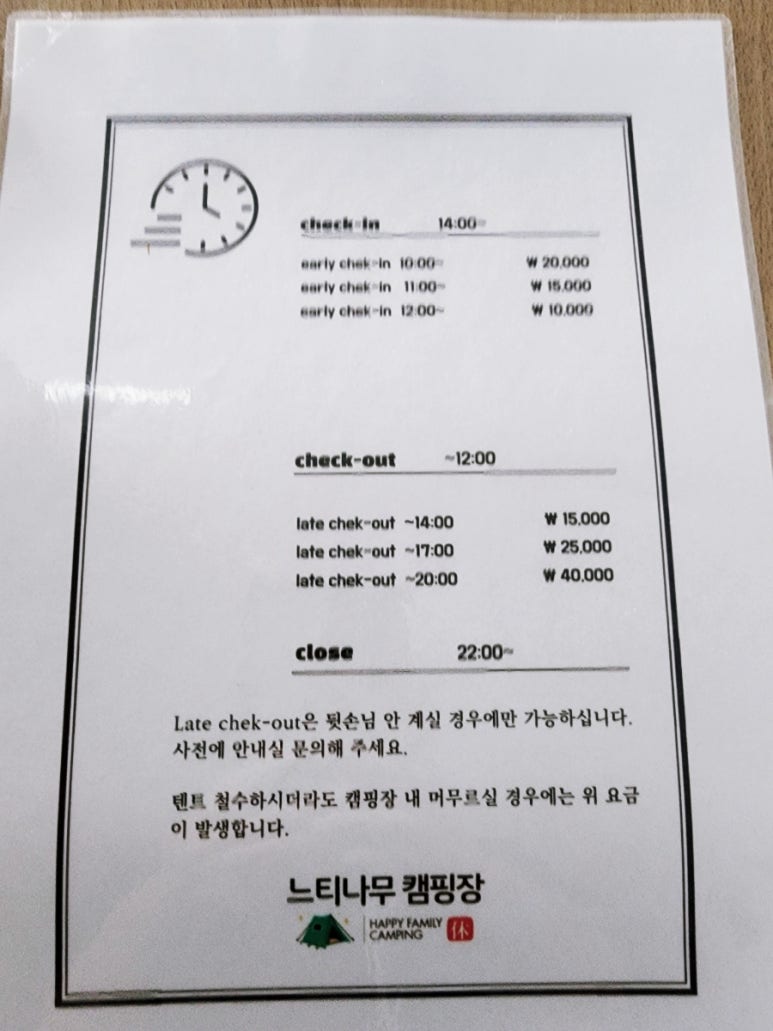 check-in 14:00~
early chek-in 10:00~ ₩ 20,000
early chek-in 11:00~ ₩ 15,000
early chek-in 12:00~ ₩ 10,000
check-out ~12:00
late chek-out ~14:00 ₩ 15,000
late chek-out ~17:00 ₩ 25,000
late chek-out ~20:00 ₩ 40,000
close 22:00~
Late chek-out은 뒷손님 안 계실 경우에만 가능하십니다.
사전에 안내실 문의해 주세요.
텐트 철수하시더라도 캠핑장 내 머무르실 경우에는 위 요금
이 발생합니다.
느티나무 캠핑장
HAPPY FAMILY
CAMPING 休